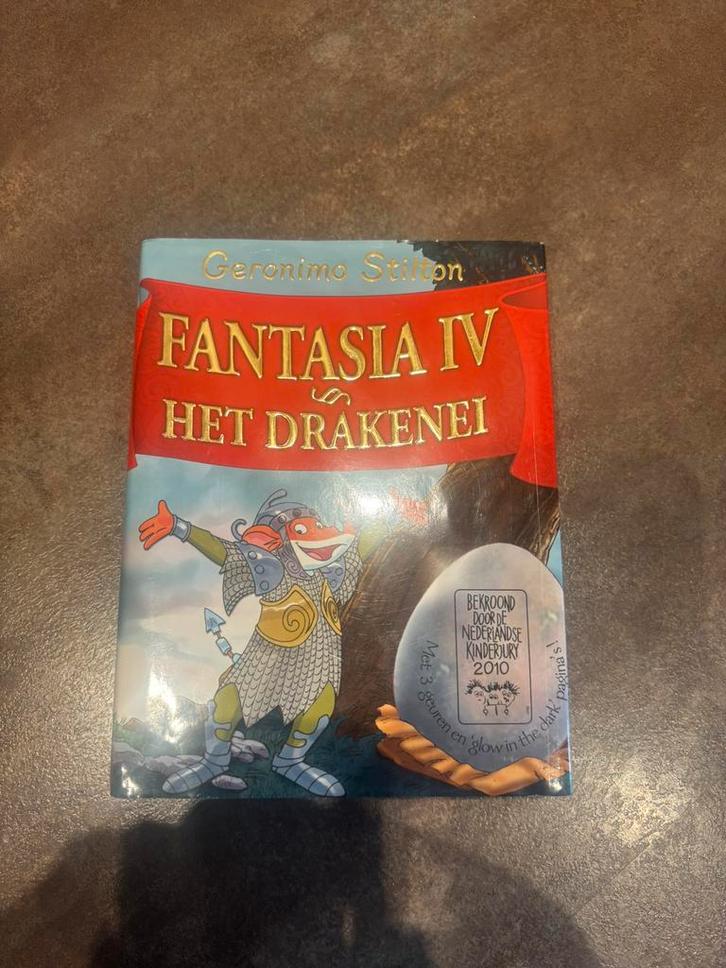 Geronimo Stilton
FANTASIA IV
HET DRAKENEI
BEKROOND
DOOR DE
NEDERLANDSE
KINDERJURY
2010
Met 3 geuren en 'glow in the dark' pagina's!